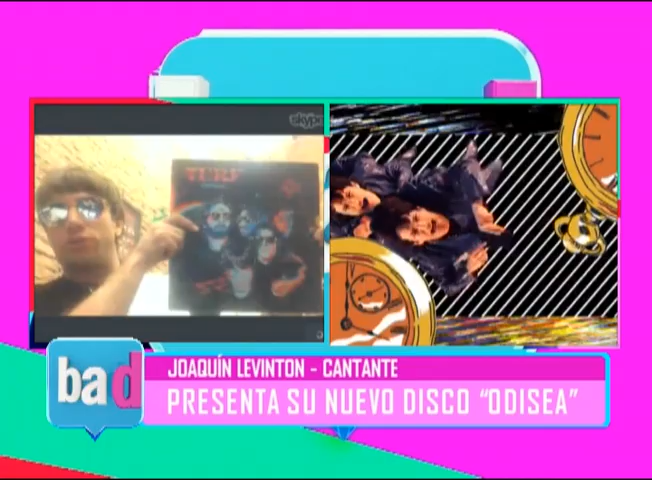 skype
TURF
JOAQUÍN LEVINTON - CANTANTE
bad
PRESENTA SU NUEVO DISCO "ODISEA"